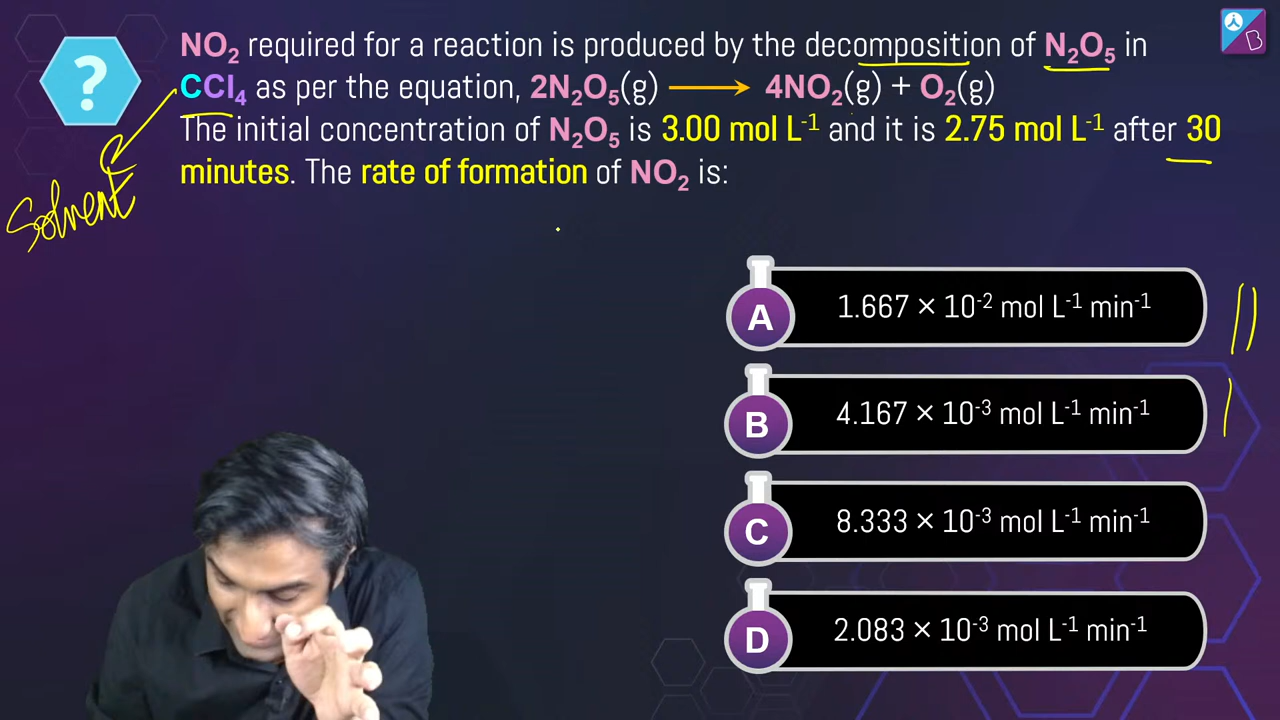 ?
NO₂ required for a reaction is produced by the decomposition of N₂O₅ in
CCl₄ as per the equation, 2N₂O₅(g) ⟶ 4NO₂(g) + O₂(g)
The initial concentration of N₂O₅ is 3.00 mol L⁻¹ and it is 2.75 mol L⁻¹ after 30
minutes. The rate of formation of NO₂ is:
Solvent
A 1.667 × 10⁻² mol L⁻¹ min⁻¹
B 4.167 × 10⁻³ mol L⁻¹ min⁻¹
C 8.333 × 10⁻³ mol L⁻¹ min⁻¹
D 2.083 × 10⁻³ mol L⁻¹ min⁻¹
B